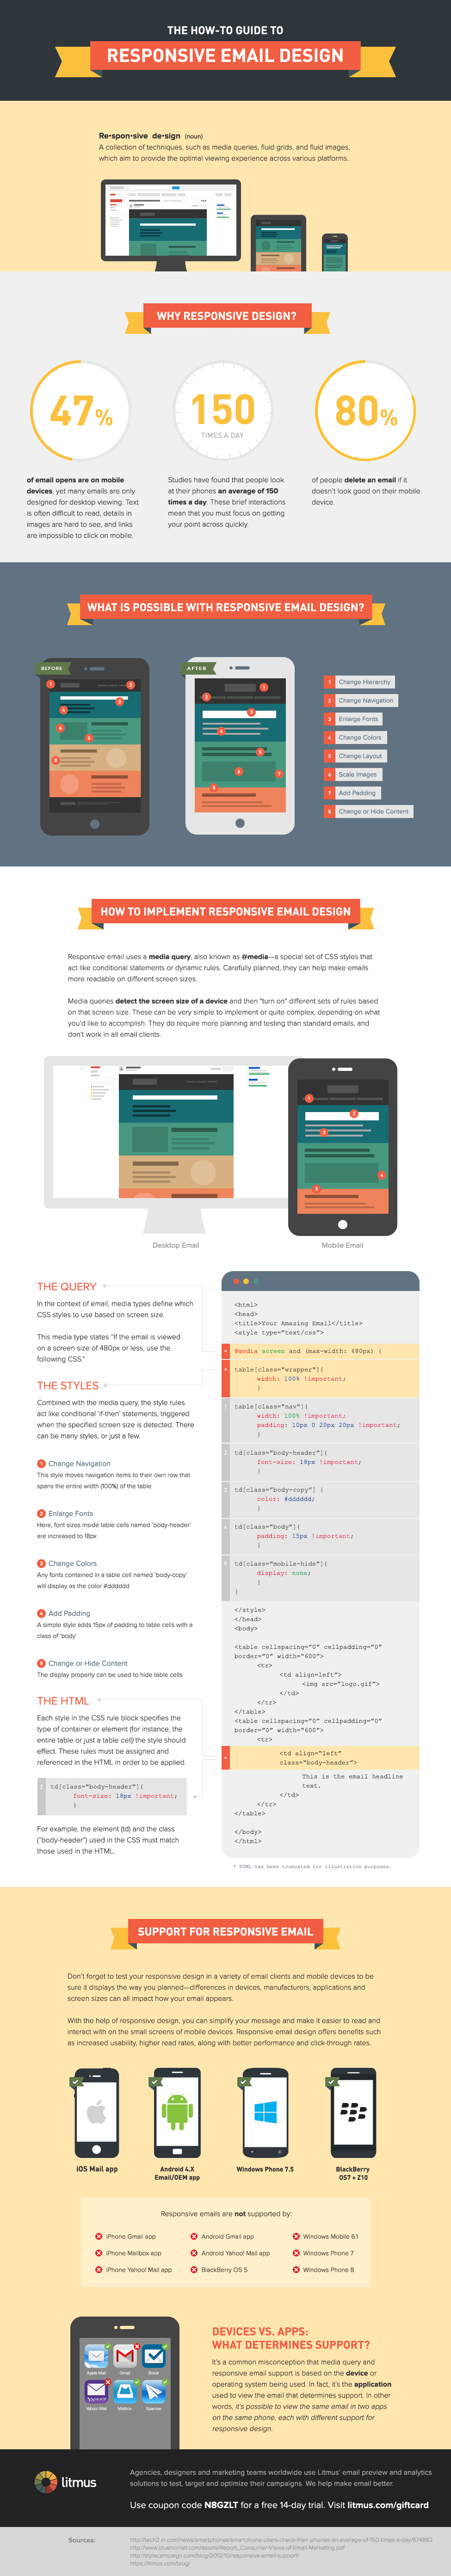 THE HOW-TO GUIDE TO
RESPONSIVE EMAIL DESIGN
Re•spon•sive de•sign (noun)
A collection of techniques, such as media queries, fluid grids, and fluid images,
which aim to provide the optimal viewing experience across various platforms.
WHY RESPONSIVE DESIGN?
47%
of email opens are on mobile
devices, yet many emails are only
designed for desktop viewing. Text
is often difficult to read, details in
images are hard to see, and links
are impossible to click on mobile.
150
TIMES A DAY
Studies have found that people look
at their phones an average of 150
times a day. These brief interactions
mean that you must focus on getting
your point across quickly.
80%
of people delete an email if it
doesn't look good on their mobile
device.
WHAT IS POSSIBLE WITH RESPONSIVE EMAIL DESIGN?
BEFORE
AFTER
1 Change Hierarchy
2 Change Navigation
3 Enlarge Fonts
4 Change Colors
5 Change Layout
6 Scale Images
7 Add Padding
8 Change or Hide Content
HOW TO IMPLEMENT RESPONSIVE EMAIL DESIGN
Responsive email uses a media query, also known as @media—a special set of CSS styles that
act like conditional statements or dynamic rules. Carefully planned, they can help make emails
more readable on different screen sizes.
Media queries detect the screen size of a device and then "turn on" different sets of rules based
on that screen size. These can be very simple to implement or quite complex, depending on what
you'd like to accomplish. They do require more planning and testing than standard emails, and
don't work in all email clients.
Desktop Email
Mobile Email
THE QUERY
In the context of email, media types define which
CSS styles to use based on screen size.
This media type states "If the email is viewed
on a screen size of 480px or less, use the
following CSS."
THE STYLES
Combined with the media query, the style rules
act like conditional 'if-then' statements, triggered
when the specified screen size is detected. There
can be many styles, or just a few.
1 Change Navigation
This style moves navigation items to their own row that
spans the entire width (100%) of the table
2 Enlarge Fonts
Here, font sizes inside table cells named 'body-header'
are increased to 18px
3 Change Colors
Any fonts contained in a table cell named 'body-copy'
will display as the color #dddddd
4 Add Padding
A simple style adds 15px of padding to table cells with a
class of 'body'
5 Change or Hide Content
The display property can be used to hide table cells
THE HTML
Each style in the CSS rule block specifies the
type of container or element (for instance, the
entire table or just a table cell) the style should
effect. These rules must be assigned and
referenced in the HTML in order to be applied.
2 td[class="body-header"]{
font-size: 18px !important;
}
For example, the element (td) and the class
("body-header") used in the CSS must match
those used in the HTML.
<html>
<head>
<title>Your Amazing Email</title>
<style type="text/css">
@media screen and (max-width: 480px) {
table[class="wrapper"]{
width: 100% !important;
}
1 table[class="nav"]{
width: 100% !important;
padding: 10px 0 20px 20px !important;
}
2 td[class="body-header"]{
font-size: 18px !important;
}
3 td[class="body-copy"] {
color: #dddddd;
}
4 td[class="body"]{
padding: 15px !important;
}
5 td[class="mobile-hide"]{
display: none;
}
}
</style>
</head>
<body>
<table cellspacing="0" cellpadding="0"
border="0" width="600">
<tr>
<td align=left">
<img src="logo.gif">
</td>
</tr>
</table>
<table cellspacing="0" cellpadding="0"
border="0" width="600">
<tr>
<td align="left"
class="body-header">
This is the email headline
text.
</td>
</tr>
</table>
</body>
</html>
* HTML has been truncated for illustration purposes.
SUPPORT FOR RESPONSIVE EMAIL
Don't forget to test your responsive design in a variety of email clients and mobile devices to be
sure it displays the way you planned—differences in devices, manufacturers, applications and
screen sizes can all impact how your email appears.
With the help of responsive design, you can simplify your message and make it easier to read and
interact with on the small screens of mobile devices. Responsive email design offers benefits such
as increased usability, higher read rates, along with better performance and click-through rates.
iOS Mail app
Android 4.X
Email/OEM app
Windows Phone 7.5
BlackBerry
OS7 + Z10
Responsive emails are not supported by:
iPhone Gmail app
Android Gmail app
Windows Mobile 6.1
iPhone Mailbox app
Android Yahoo! Mail app
Windows Phone 7
iPhone Yahoo! Mail app
BlackBerry OS 5
Windows Phone 8
Apple Mail
Gmail
Boxer
Yahoo! Mail
Mailbox
Sparrow
DEVICES VS. APPS:
WHAT DETERMINES SUPPORT?
It's a common misconception that media query and
responsive email support is based on the device or
operating system being used. In fact, it's the application
used to view the email that determines support. In other
words, it's possible to view the same email in two apps
on the same phone, each with different support for
responsive design.
litmus
Agencies, designers and marketing teams worldwide use Litmus' email preview and analytics
solutions to test, target and optimize their campaigns. We help make email better.
Use coupon code N8GZLT for a free 14-day trial. Visit litmus.com/giftcard
Sources:
http://tech2.in.com/news/smartphones/smartphone-users-check-their-phones-an-average-of-150-times-a-day/874882
http://www.bluehornet.com/assets/Report_Consumer-Views-of-Email-Marketing.pdf
http://stylecampaign.com/blog/2012/10/responsive-email-support/
https://litmus.com/blog/